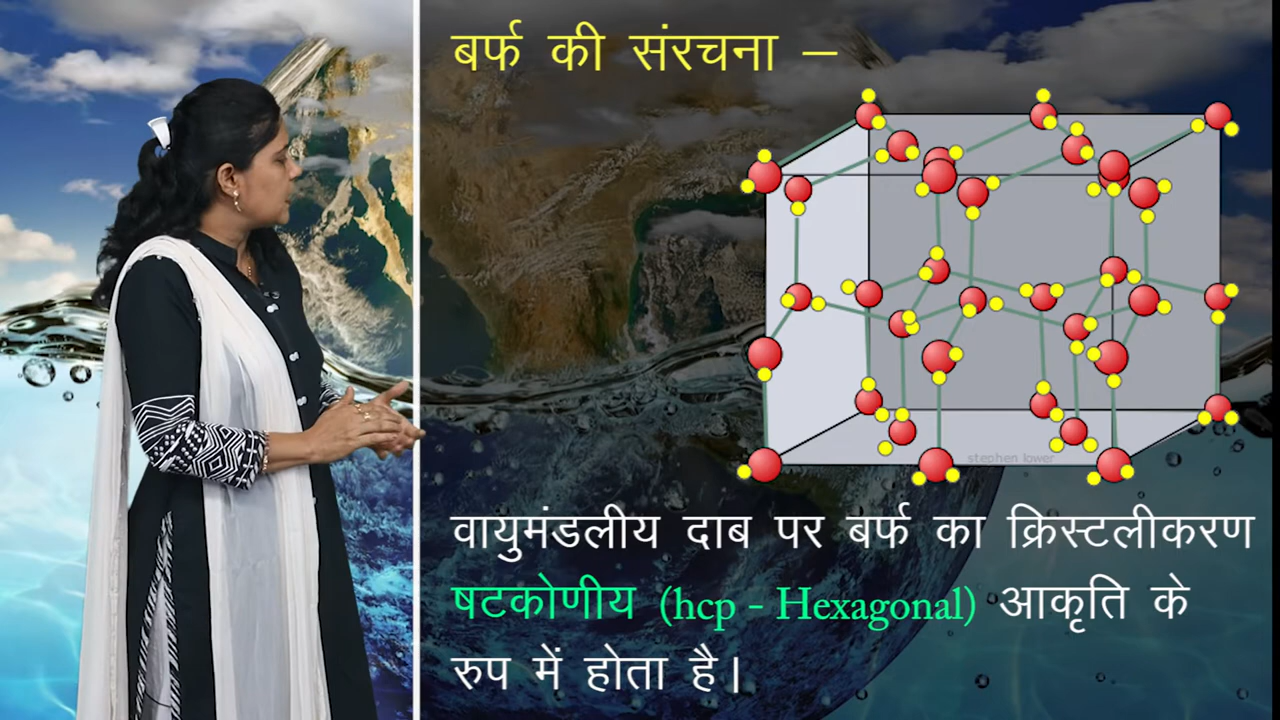 बर्फ की संरचना –
stephen lower
वायुमंडलीय दाब पर बर्फ का क्रिस्टलीकरण
षटकोणीय (hcp - Hexagonal) आकृति के
रुप में होता है।